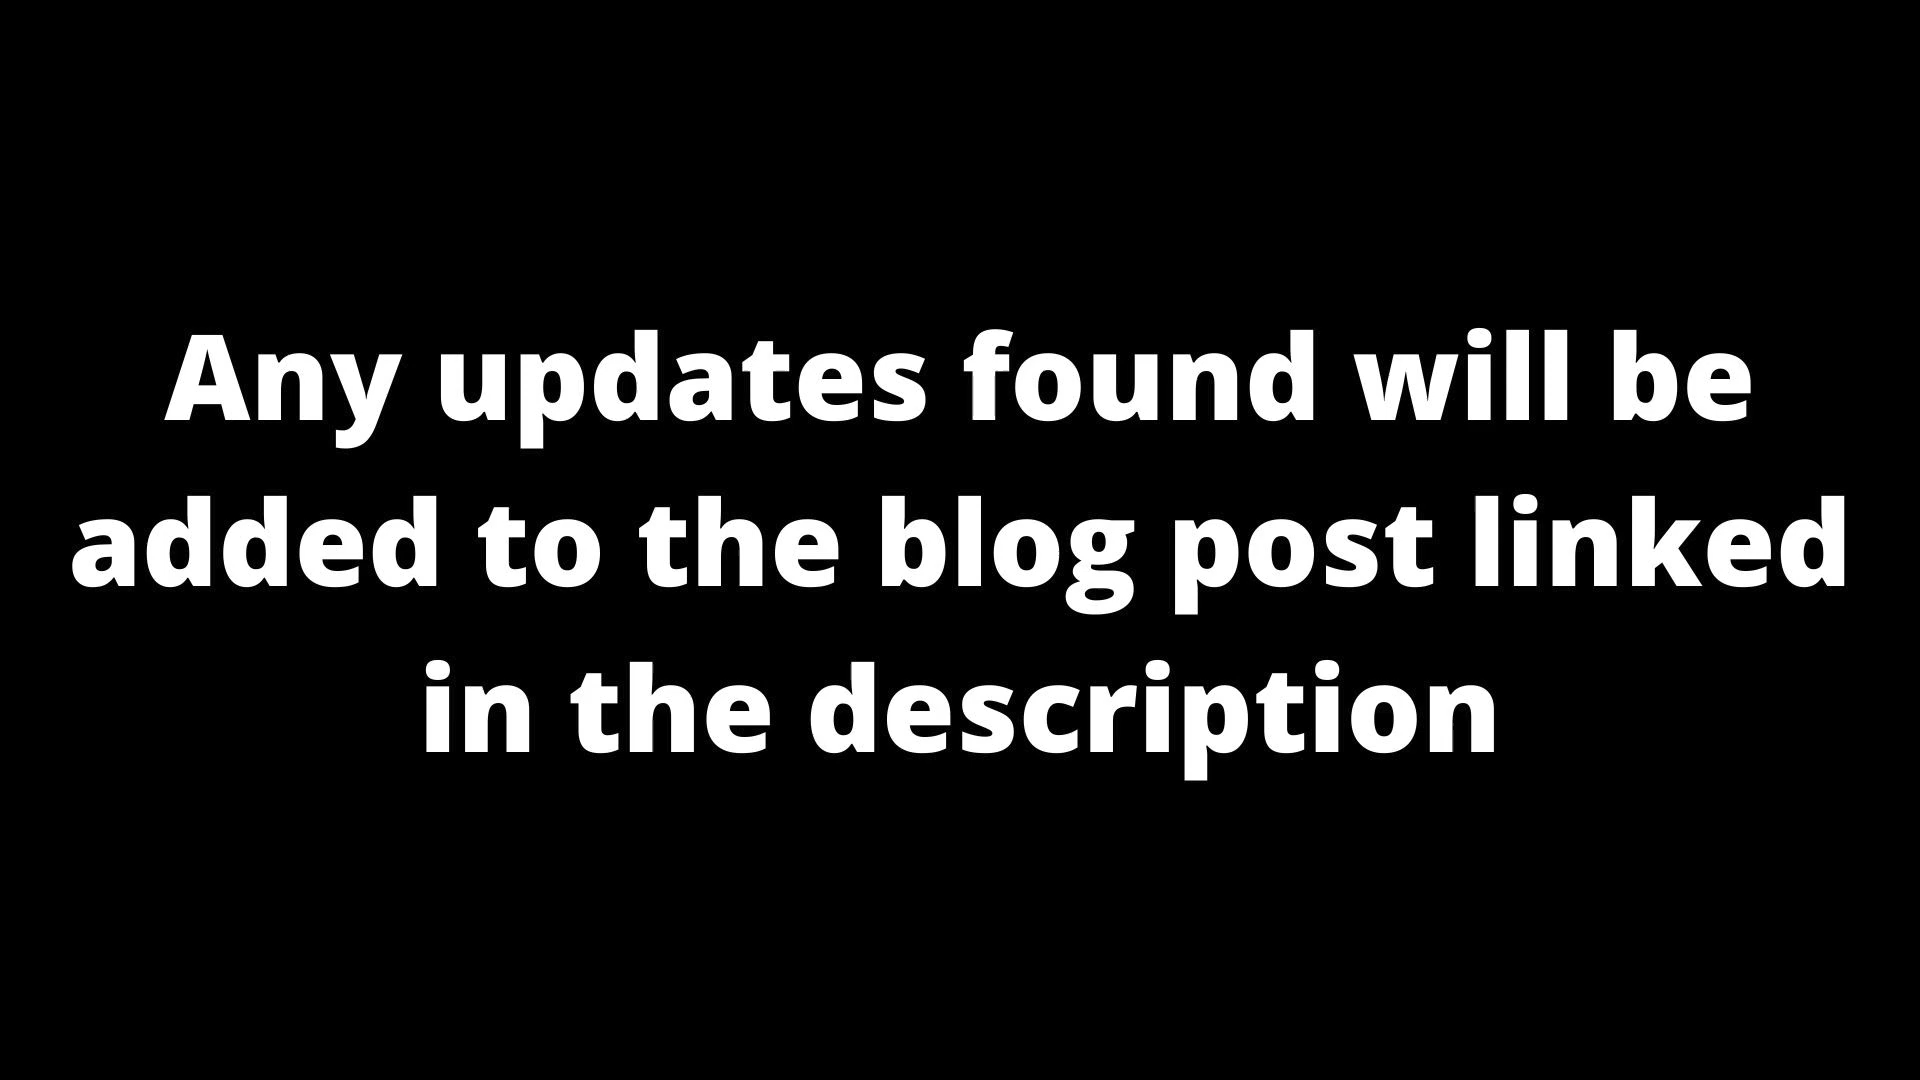 Any updates found will be
added to the blog post linked
in the description